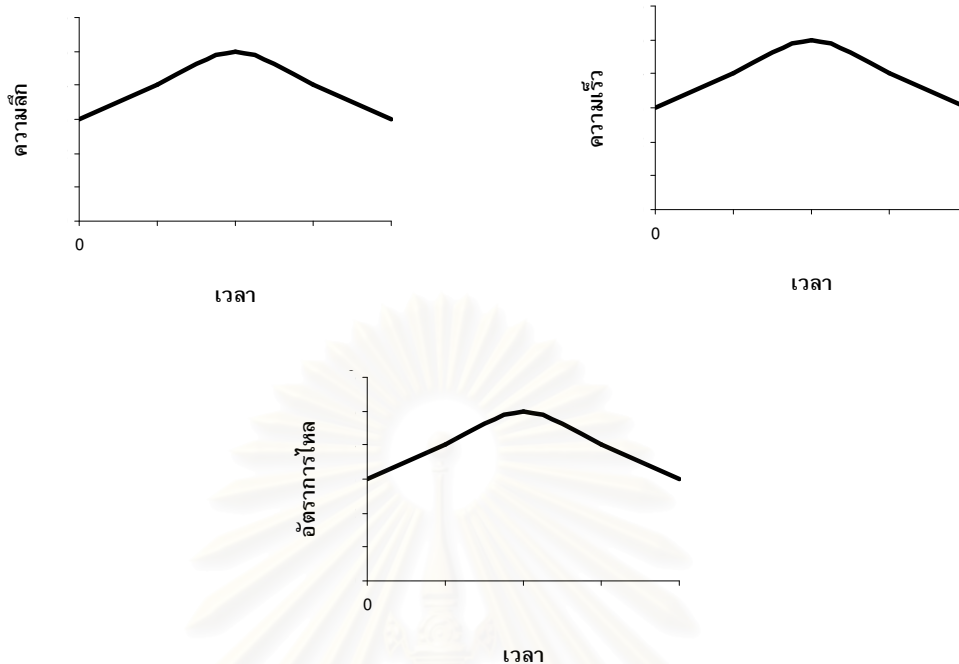 ความลึก
0
เวลา
ความเร็ว
0
เวลา
อัตราการไหล
0
เวลา